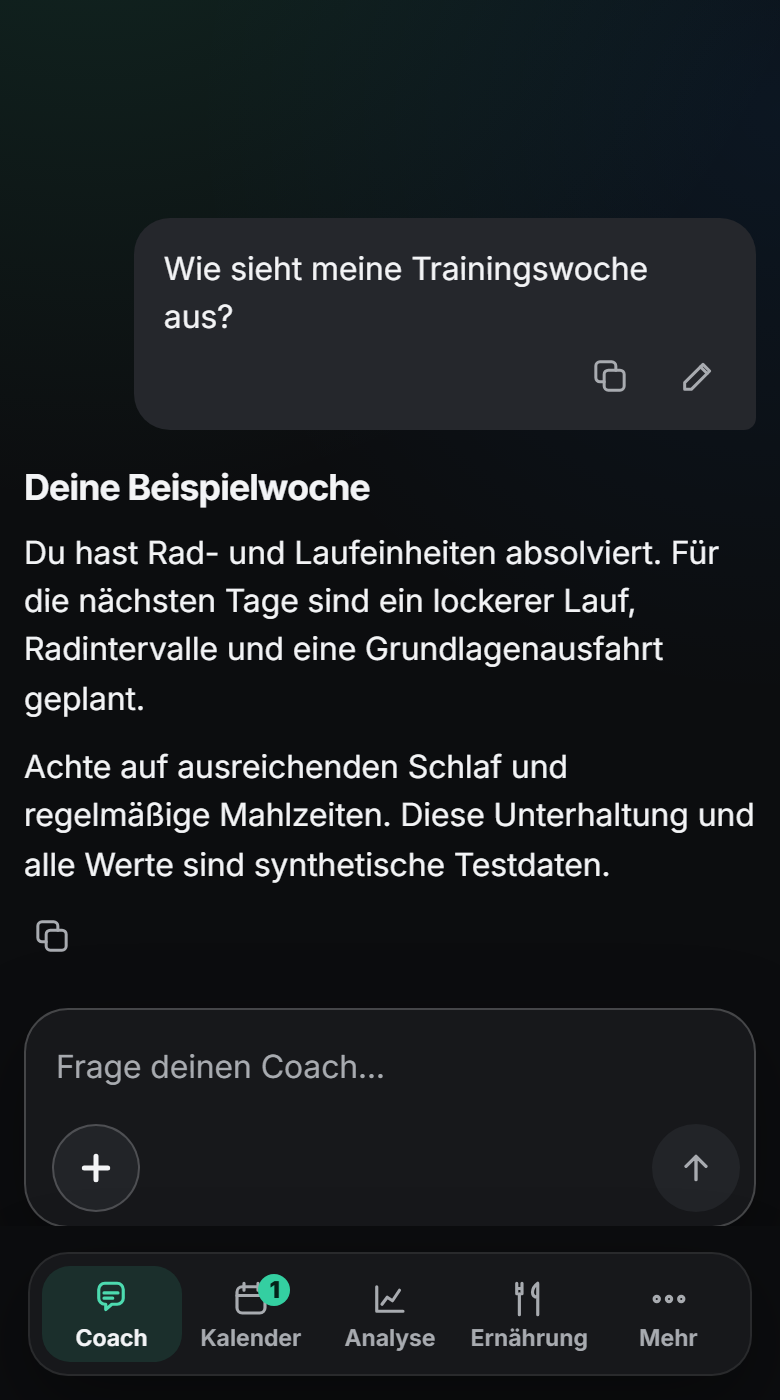 Wie sieht meine Trainingswoche
aus?
Deine Beispielwoche
Du hast Rad- und Laufeinheiten absolviert. Für
die nächsten Tage sind ein lockerer Lauf,
Radintervalle und eine Grundlagenausfahrt
geplant.
Achte auf ausreichenden Schlaf und
regelmäßige Mahlzeiten. Diese Unterhaltung und
alle Werte sind synthetische Testdaten.
Frage deinen Coach...
1
Coach Kalender Analyse Ernährung Mehr